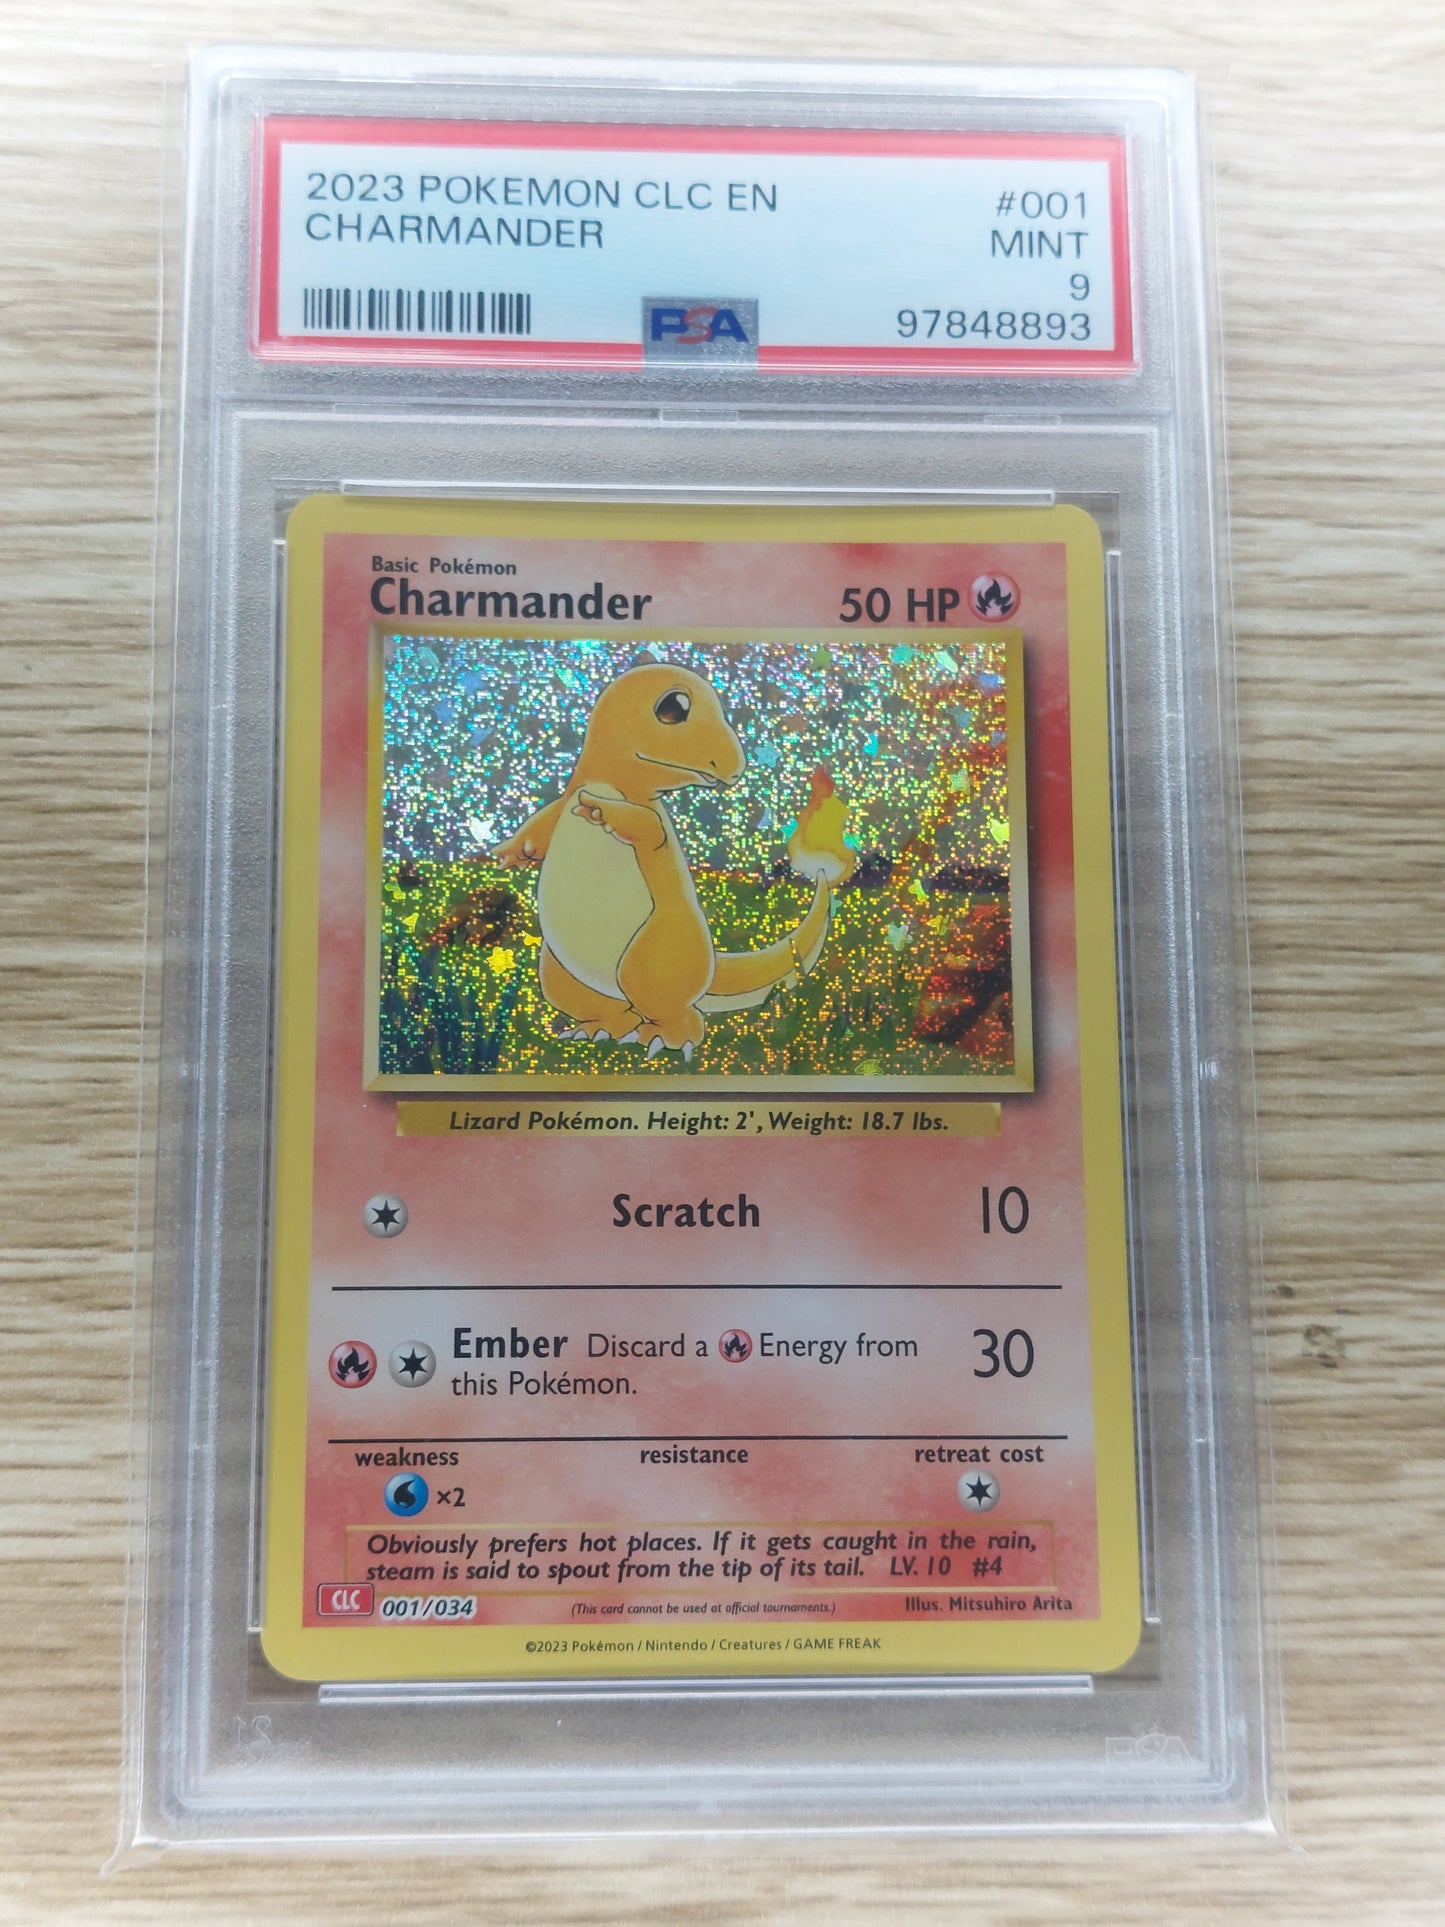 2023 POKEMON CLC EN #001
CHARMANDER MINT
9
PSA 97848893
Basic Pokémon
Charmander 50 HP
Lizard Pokémon. Height: 2', Weight: 18.7 lbs.
Scratch 10
Ember Discard a Energy from 30
this Pokémon.
weakness resistance retreat cost
×2
Obviously prefers hot places. If it gets caught in the rain,
steam is said to spout from the tip of its tail. LV. 10 #4
CLC 001/034 (This card cannot be used at official tournaments.) Illus. Mitsuhiro Arita
©2023 Pokémon / Nintendo / Creatures / GAME FREAK
21 PSA